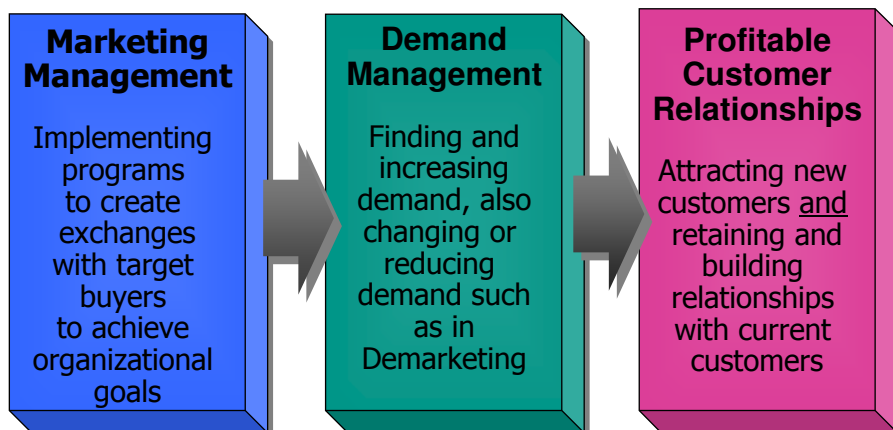 Marketing
Management
Implementing
programs
to create
exchanges
with target
buyers
to achieve
organizational
goals
Demand
Management
Finding and
increasing
demand, also
changing or
reducing
demand such
as in
Demarketing
Profitable
Customer
Relationships
Attracting new
customers and
retaining and
building
relationships
with current
customers